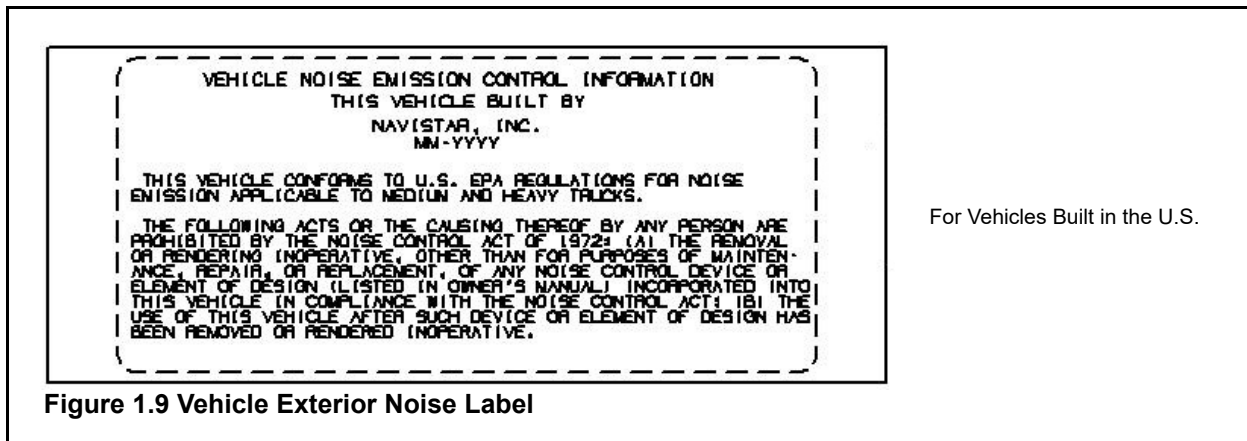 VEHICLE NOISE EMISSION CONTROL INFORMATION
THIS VEHICLE BUILT BY
NAVISTAR, INC.
MM-YYYY
THIS VEHICLE CONFORMS TO U.S. EPA REGULATIONS FOR NOISE
EMISSION APPLICABLE TO MEDIUM AND HEAVY TRUCKS.
THE FOLLOWING ACTS OR THE CAUSING THEREOF BY ANY PERSON ARE
PROHIBITED BY THE NOISE CONTROL ACT OF 1972: (A) THE REMOVAL
OR RENDERING INOPERATIVE, OTHER THAN FOR PURPOSES OF MAINTEN-
ANCE, REPAIR, OR REPLACEMENT, OF ANY NOISE CONTROL DEVICE OR
ELEMENT OF DESIGN (LISTED IN OWNER'S MANUAL) INCORPORATED INTO
THIS VEHICLE IN COMPLIANCE WITH THE NOISE CONTROL ACT; (B) THE
USE OF THIS VEHICLE AFTER SUCH DEVICE OR ELEMENT OF DESIGN HAS
BEEN REMOVED OR RENDERED INOPERATIVE.
For Vehicles Built in the U.S.
Figure 1.9 Vehicle Exterior Noise Label